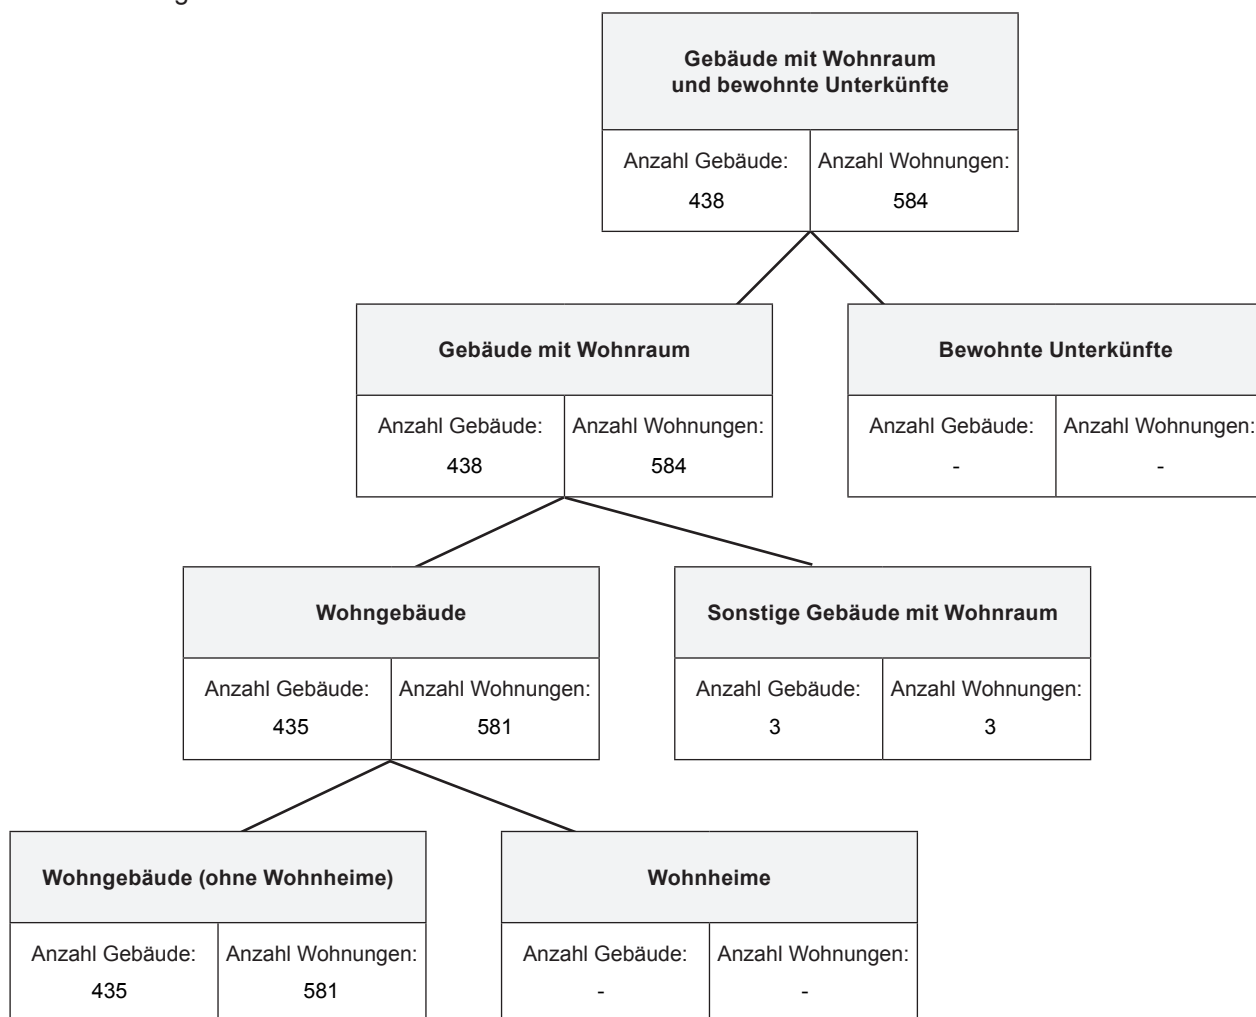 Gebäude mit Wohnraum
und bewohnte Unterkünfte
Anzahl Gebäude: Anzahl Wohnungen:
438 584
Gebäude mit Wohnraum
Anzahl Gebäude: Anzahl Wohnungen:
438 584
Bewohnte Unterkünfte
Anzahl Gebäude: Anzahl Wohnungen:
- -
Wohngebäude
Anzahl Gebäude: Anzahl Wohnungen:
435 581
Sonstige Gebäude mit Wohnraum
Anzahl Gebäude: Anzahl Wohnungen:
3 3
Wohngebäude (ohne Wohnheime)
Anzahl Gebäude: Anzahl Wohnungen:
435 581
Wohnheime
Anzahl Gebäude: Anzahl Wohnungen:
- -